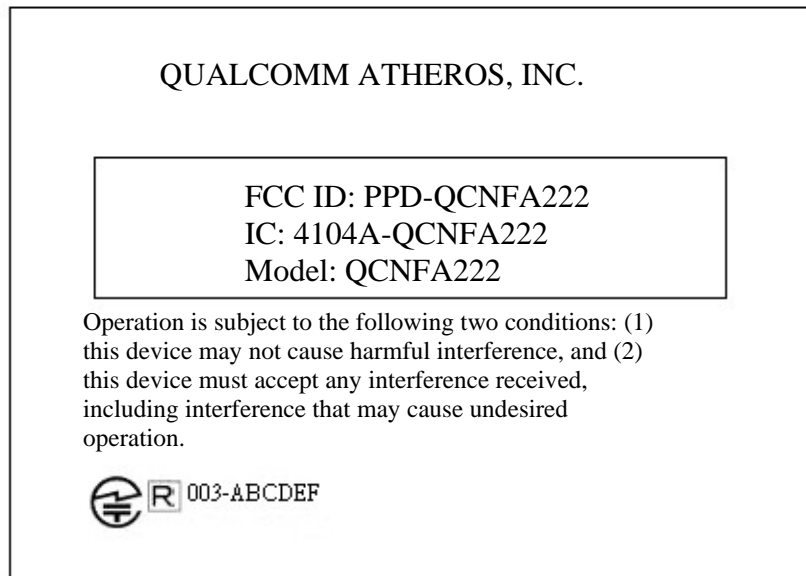 QUALCOMM ATHEROS, INC.
FCC ID: PPD-QCNFA222
IC: 4104A-QCNFA222
Model: QCNFA222
Operation is subject to the following two conditions: (1)
this device may not cause harmful interference, and (2)
this device must accept any interference received,
including interference that may cause undesired
operation.
R 003-ABCDEF